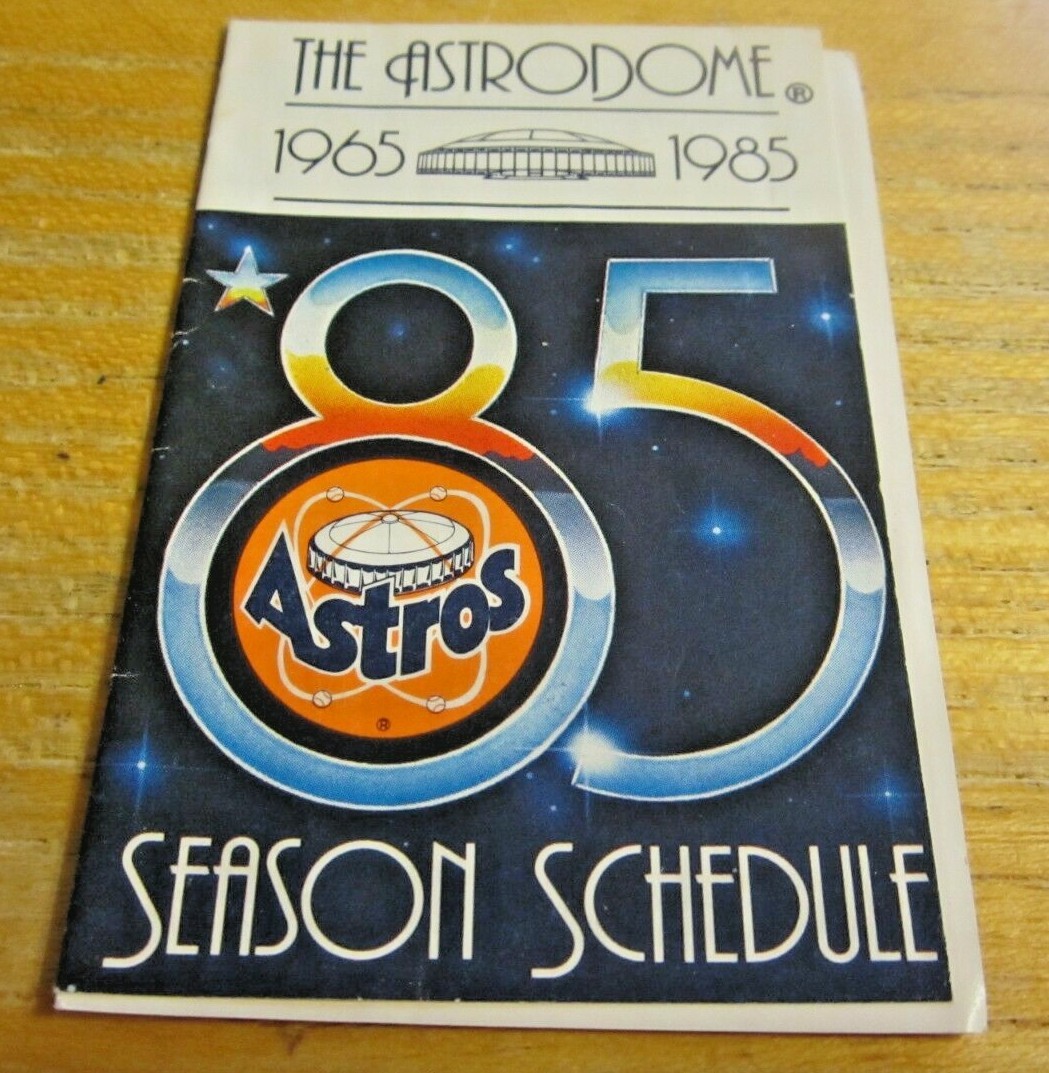 THE ASTRODOME®
1965 1985
'85
Astros
®
SEASON SCHEDULE